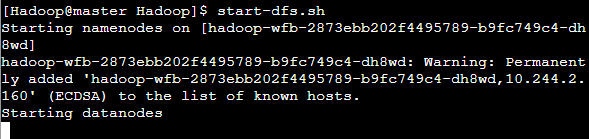 [Hadoop@master Hadoop]$ start-dfs.sh
Starting namenodes on [hadoop-wfb-2873ebb202f4495789-b9fc749c4-dh
8wd]
hadoop-wfb-2873ebb202f4495789-b9fc749c4-dh8wd: Warning: Permanent
ly added 'hadoop-wfb-2873ebb202f4495789-b9fc749c4-dh8wd,10.244.2.
160' (ECDSA) to the list of known hosts.
Starting datanodes